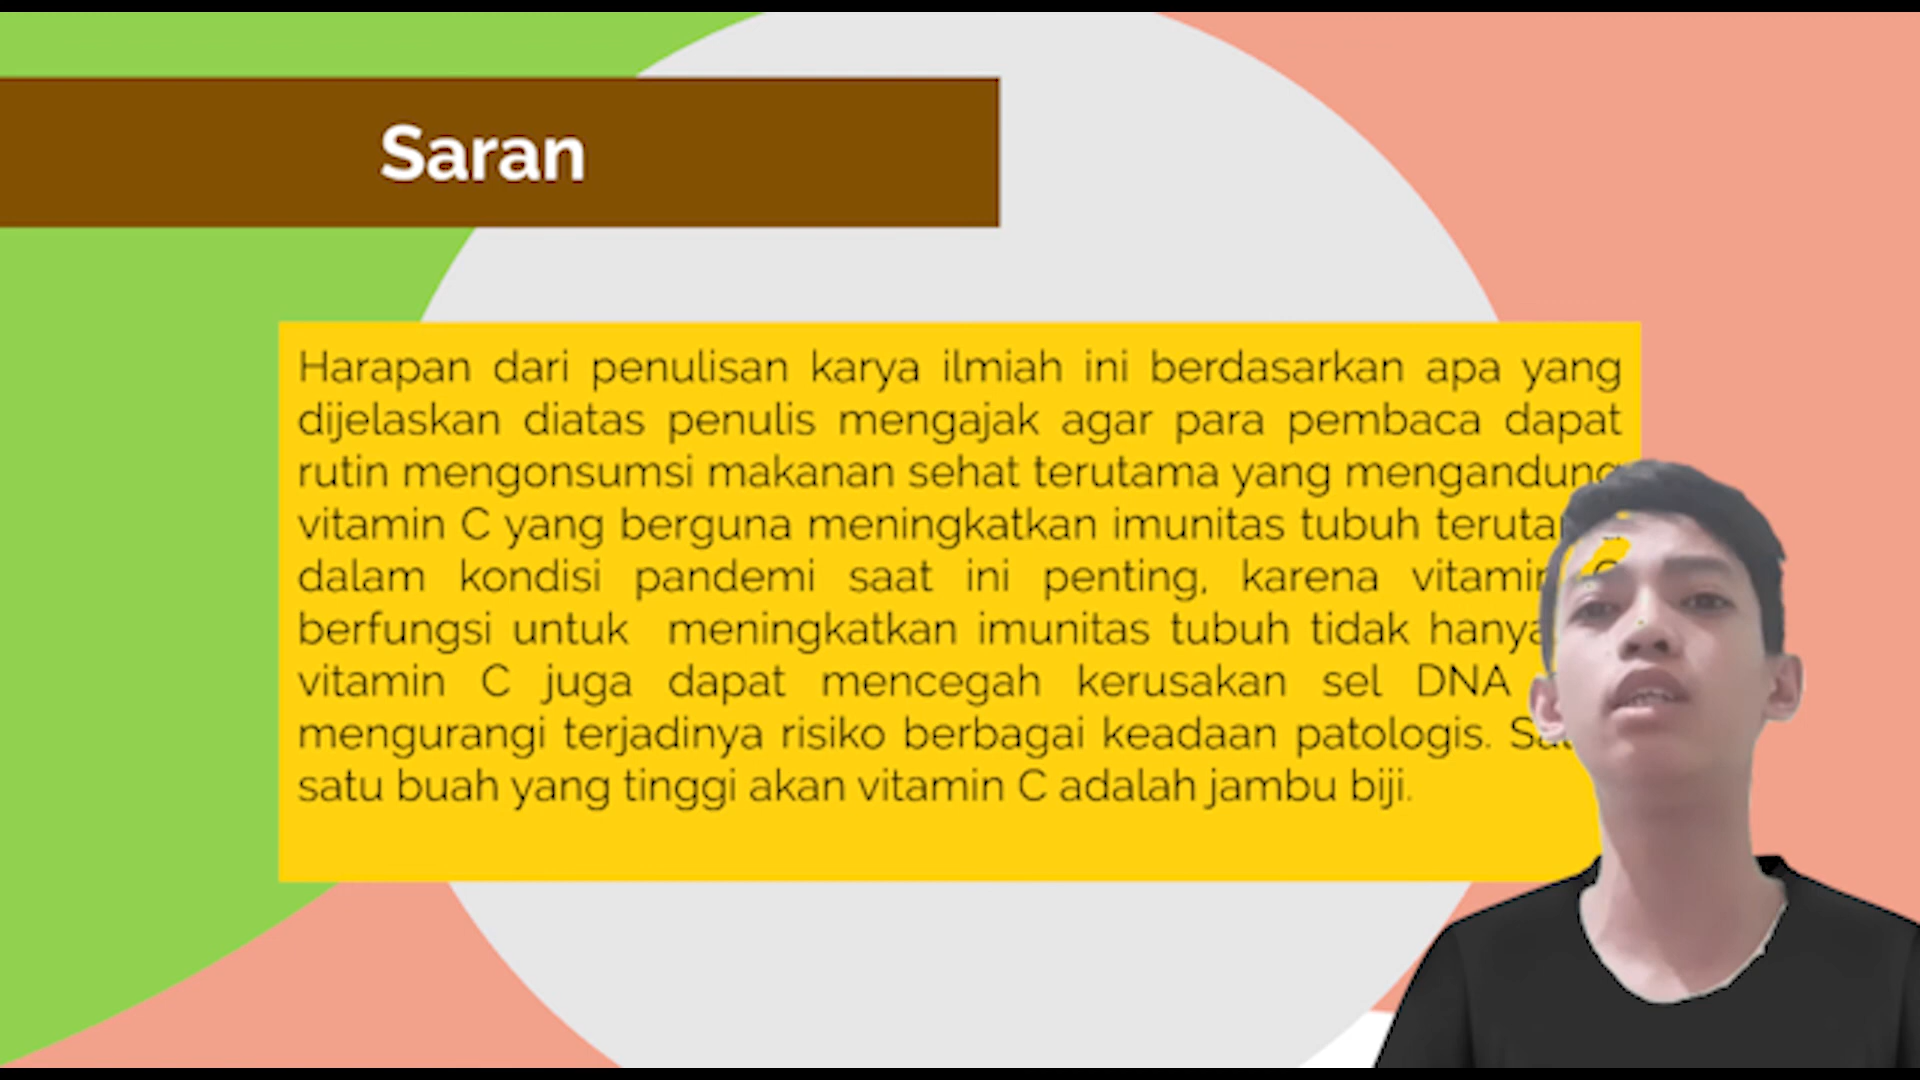 Saran
Harapan dari penulisan karya ilmiah ini berdasarkan apa yang
dijelaskan diatas penulis mengajak agar para pembaca dapat
rutin mengonsumsi makanan sehat terutama yang mengandung
vitamin C yang berguna meningkatkan imunitas tubuh
dalam kondisi pandemi saat ini penting, karena vitamin
berfungsi untuk meningkatkan imunitas tubuh tidak hanya
vitamin C juga dapat mencegah kerusakan sel DNA
mengurangi terjadinya risiko berbagai keadaan patologis.
satu buah yang tinggi akan vitamin C adalah jambu biji.